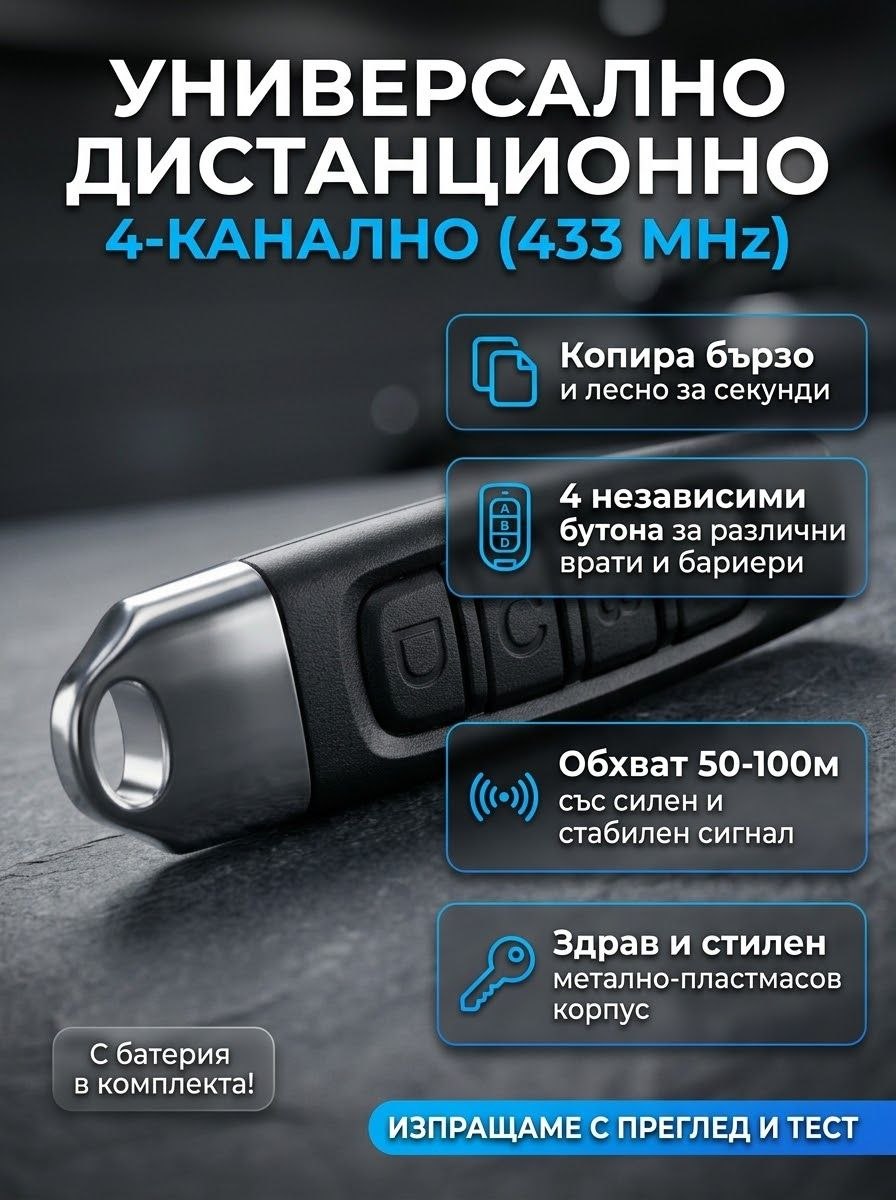 УНИВЕРСАЛНО
ДИСТАНЦИОННО
4-КАНАЛНО (433 MHz)
Копира бързо
и лесно за секунди
A
B
D
4 независими
бутона за различни
врати и бариери
D
C
B
Обхват 50-100м
със силен и
стабилен сигнал
Здрав и стилен
метално-пластмасов
корпус
С батерия
в комплекта!
ИЗПРАЩАМЕ С ПРЕГЛЕД И ТЕСТ